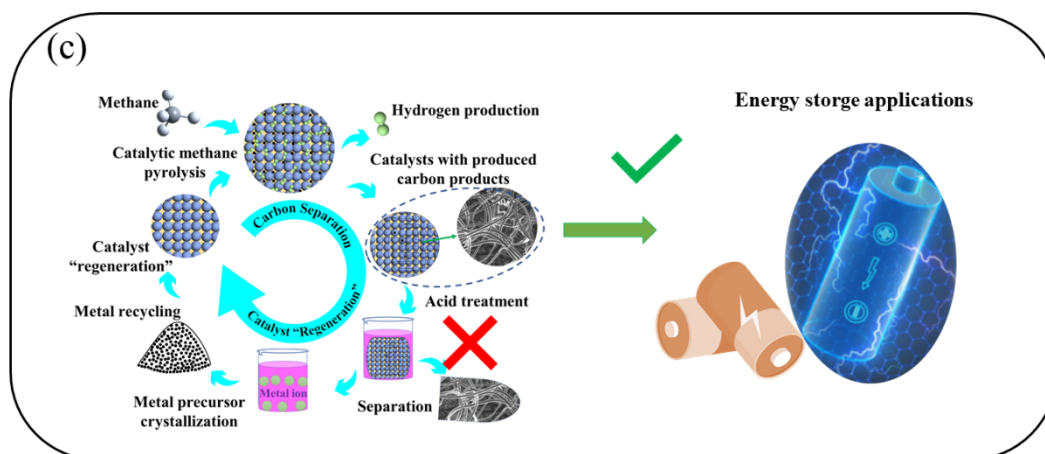 (c)
Methane
Hydrogen production
Catalytic methane
pyrolysis
Catalysts with produced
carbon products
Carbon Separation
Catalyst “Regeneration”
Catalyst
“regeneration”
Metal recycling
Acid treatment
Metal ion
Separation
Metal precursor
crystallization
Energy storge applications